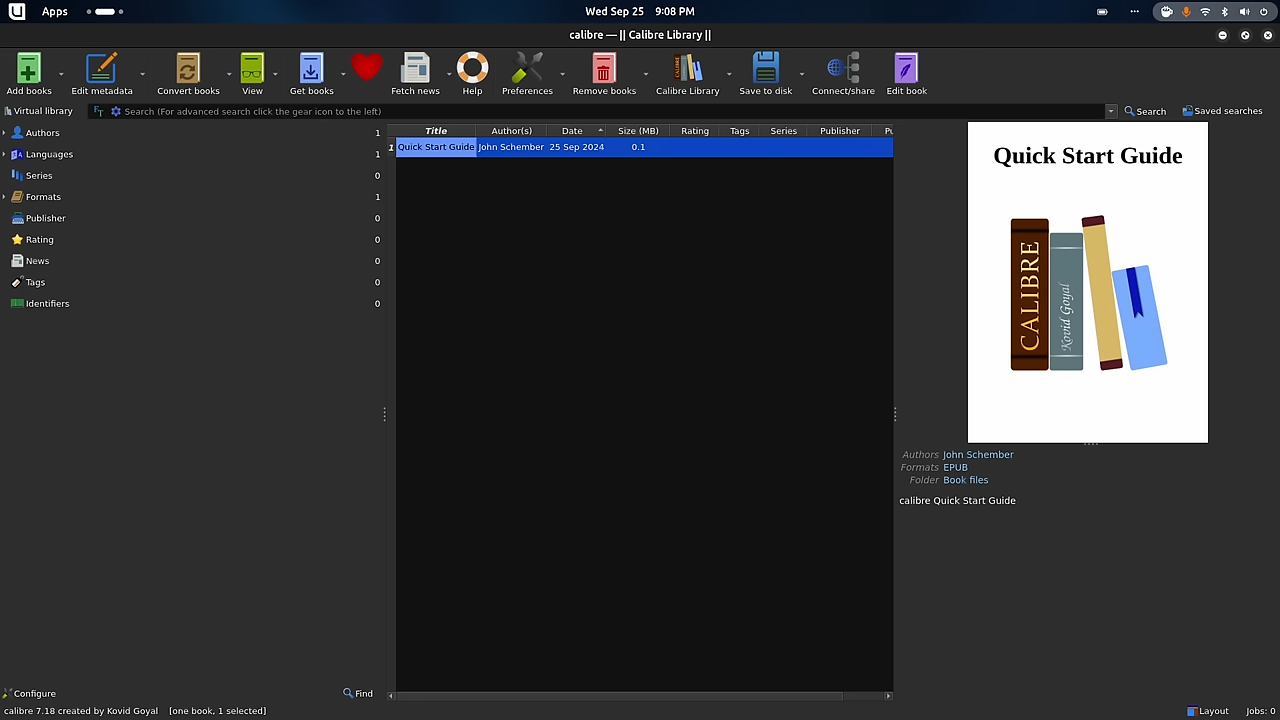 Apps
Wed Sep 25 9:08 PM
calibre — || Calibre Library ||
Add books
Edit metadata
Convert books
View
Get books
Fetch news
Help
Preferences
Remove books
Calibre Library
Save to disk
Connect/share
Edit book
Virtual library
Search (For advanced search click the gear icon to the left)
Search
Saved searches
Authors 1
Languages 1
Series 0
Formats 1
Publisher 0
Rating 0
News 0
Tags 0
Identifiers 0
Title Author(s) Date Size (MB) Rating Tags Series Publisher Pu
1 Quick Start Guide John Schember 25 Sep 2024 0.1
Quick Start Guide
CALIBRE
Kovid Goyal
Authors John Schember
Formats EPUB
Folder Book files
calibre Quick Start Guide
Configure
Find
calibre 7.18 created by Kovid Goyal [one book, 1 selected]
Layout
Jobs: 0